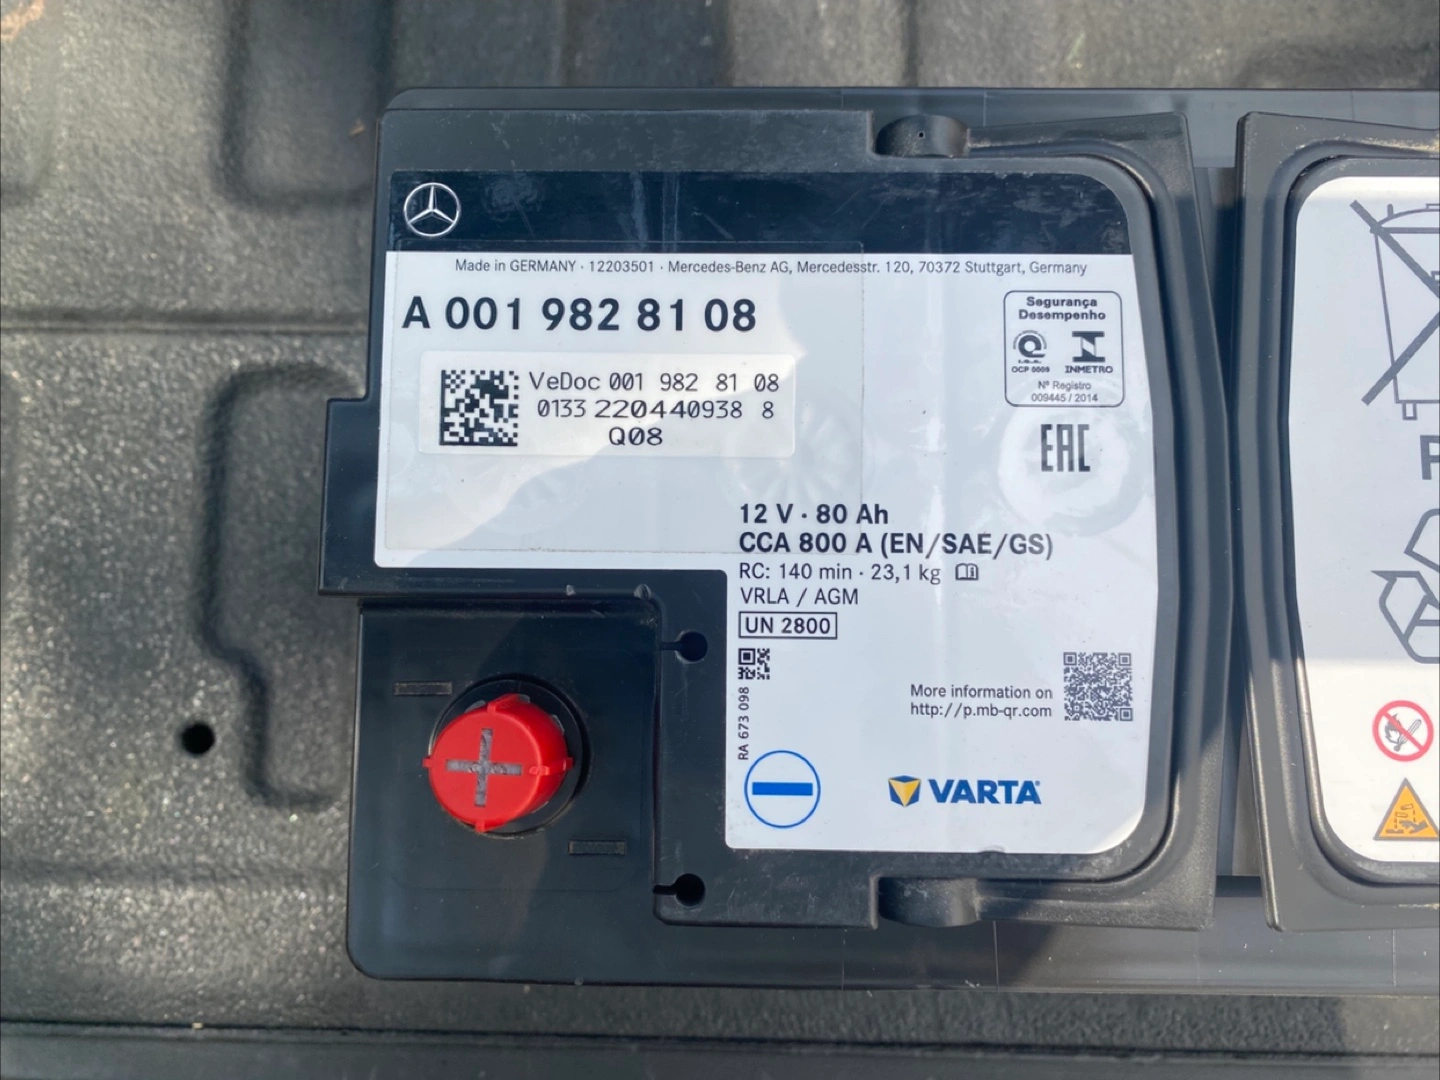 Made in GERMANY · 12203501 · Mercedes-Benz AG, Mercedesstr. 120, 70372 Stuttgart, Germany
A 001 982 81 08
VeDoc 001 982 81 08
0133 220440938 8
Q08
Segurança
Desempenho
OCP 0009 INMETRO
Nº Registro
009445 / 2014
EAC
12 V · 80 Ah
CCA 800 A (EN/SAE/GS)
RC: 140 min · 23,1 kg
VRLA / AGM
UN 2800
RA 673 098
More information on
http://p.mb-qr.com
VARTA